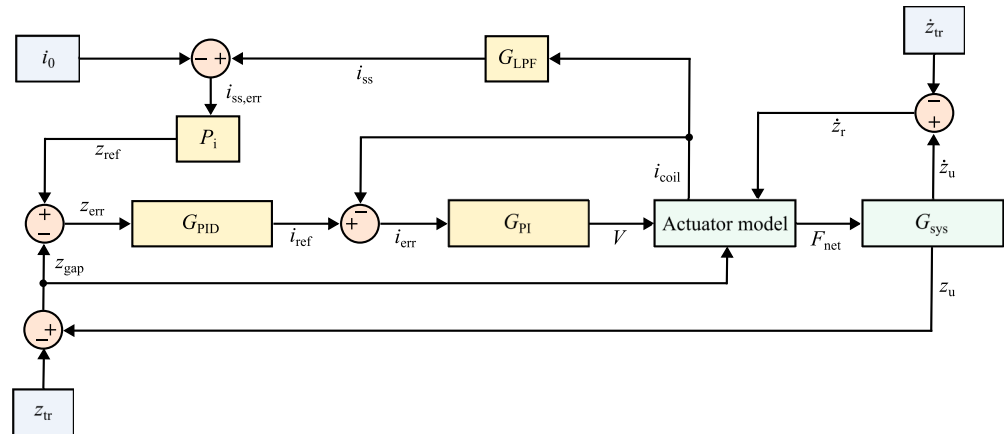 i₀
− +
G_LPF
ż_tr
i_ss
i_ss,err
−
+
P_i
ż_r
z_ref
ż_u
i_coil
+
−
z_err
G_PID
i_ref
−
+
i_err
G_PI
V
Actuator model
F_net
G_sys
z_gap
z_u
+
−
z_tr